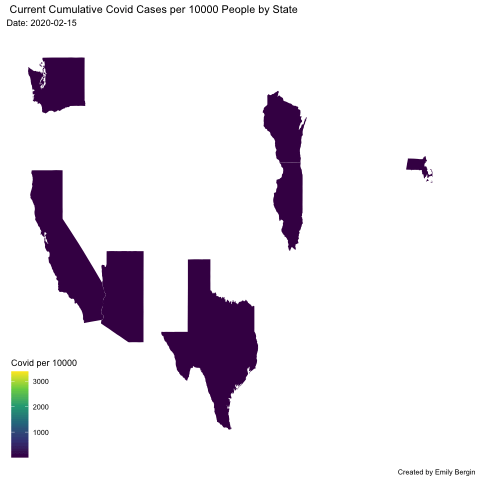 Current Cumulative Covid Cases per 10000 People by State
Date: 2020-02-15
Covid per 10000
3000
2000
1000
Created by Emily Bergin